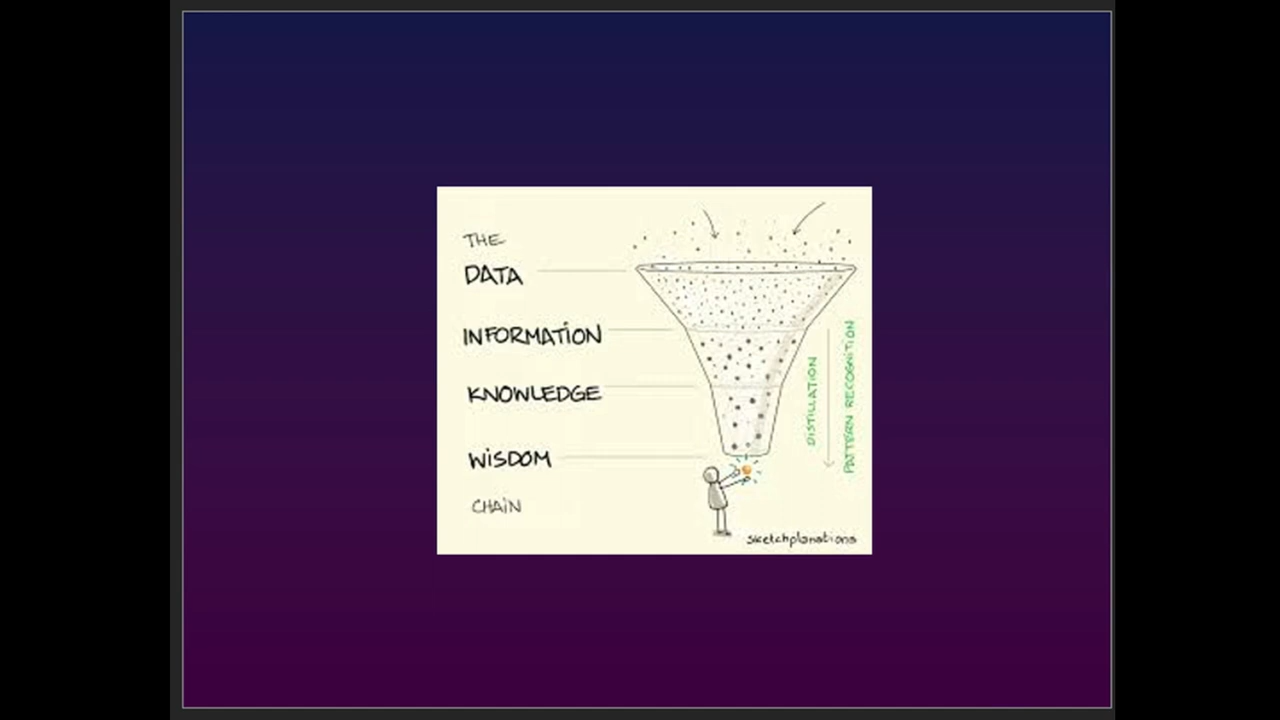 THE
DATA
INFORMATION
KNOWLEDGE
WISDOM
CHAIN
DISTILLATION
PATTERN RECOGNITION
sketchplanations